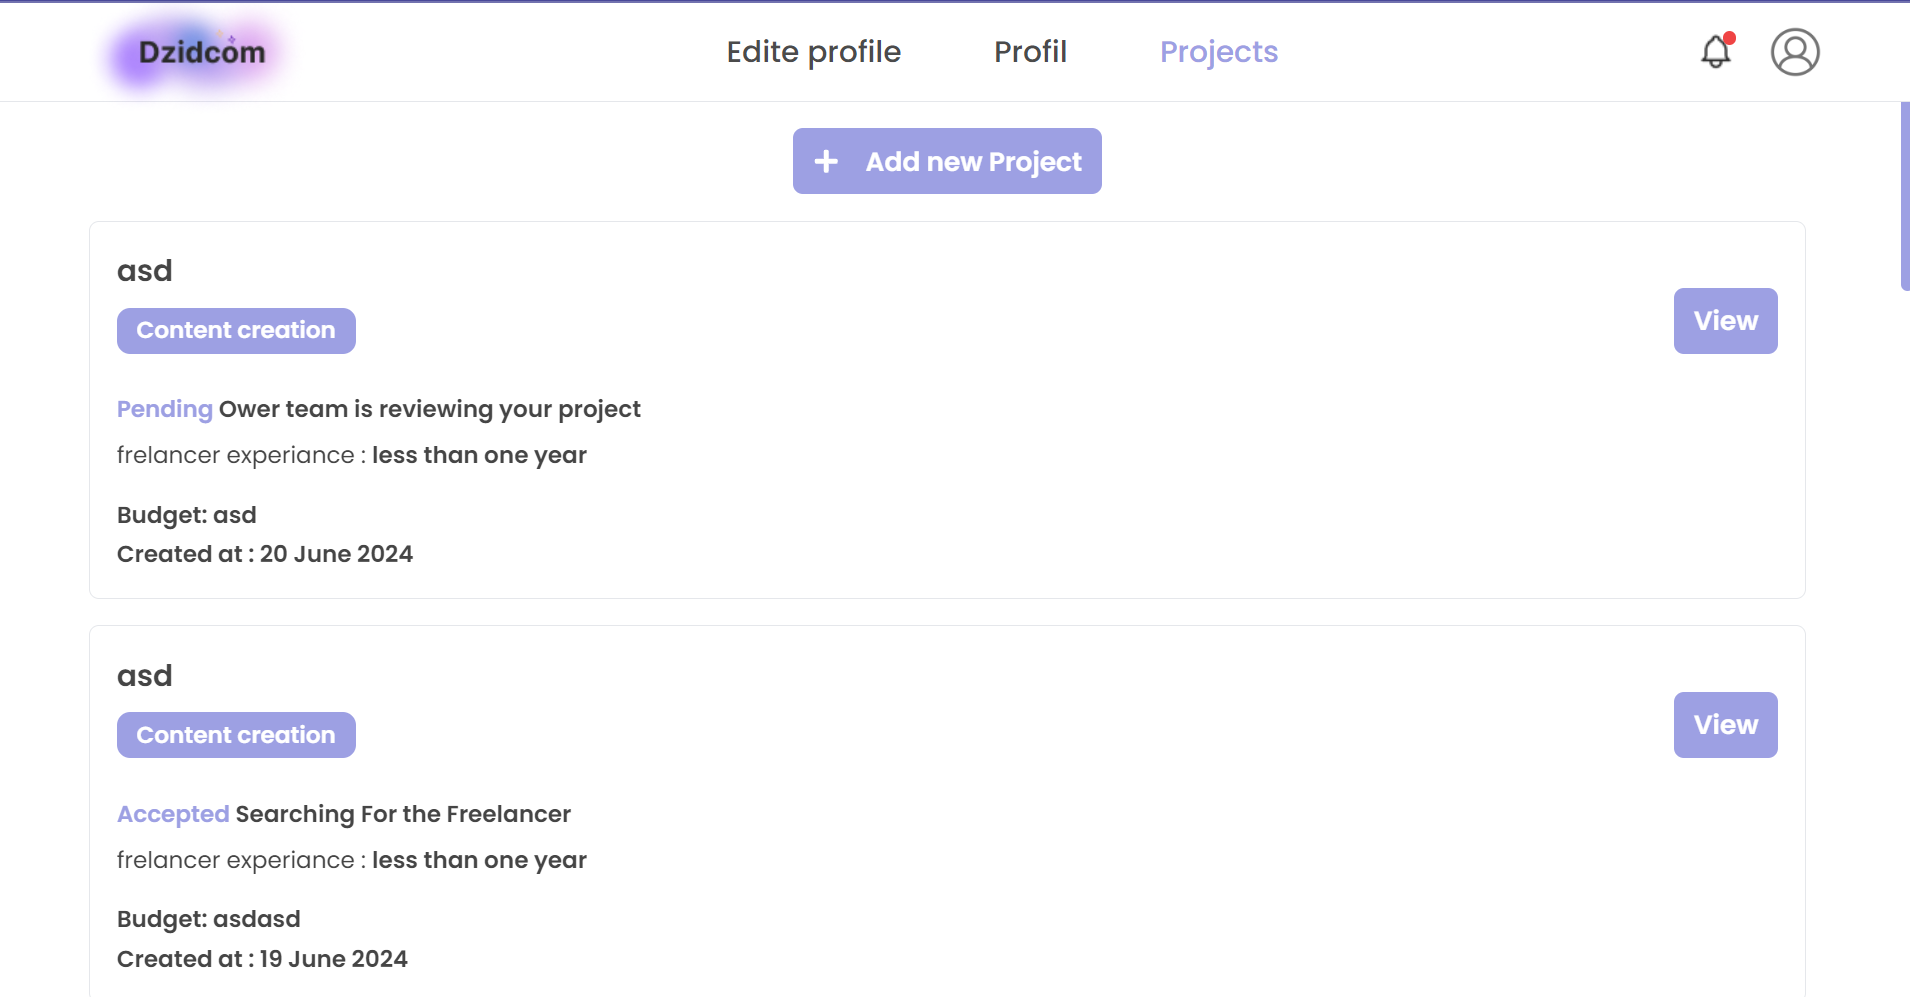 Dzidcom
Edite profile
Profil
Projects
+ Add new Project
asd
Content creation
View
Pending Ower team is reviewing your project
frelancer experiance : less than one year
Budget: asd
Created at : 20 June 2024
asd
Content creation
View
Accepted Searching For the Freelancer
frelancer experiance : less than one year
Budget: asdasd
Created at : 19 June 2024